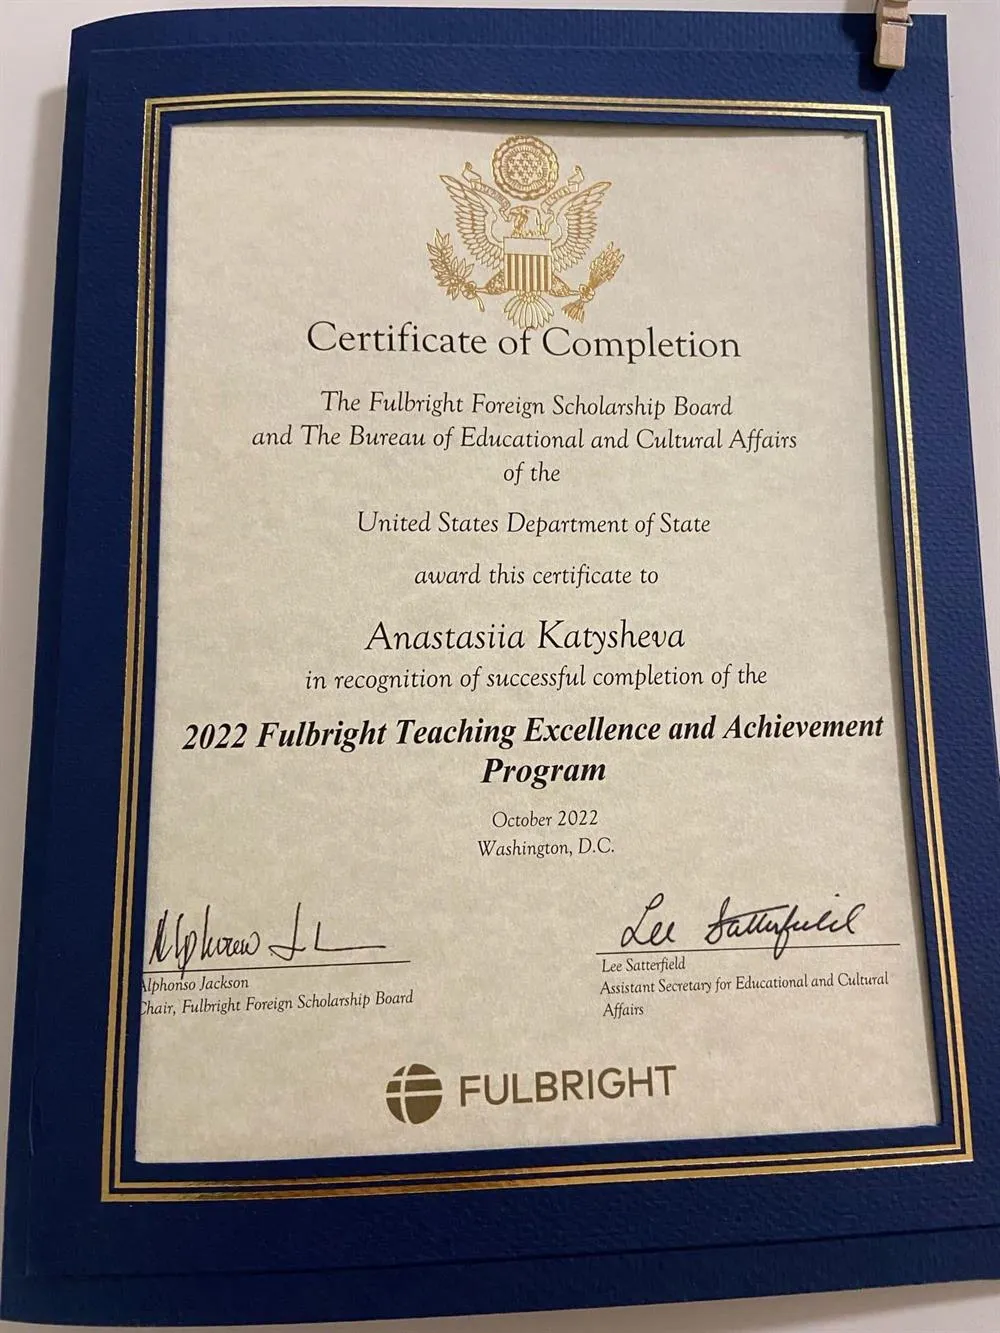 Certificate of Completion
The Fulbright Foreign Scholarship Board
and The Bureau of Educational and Cultural Affairs
of the
United States Department of State
award this certificate to
Anastasiia Katysheva
in recognition of successful completion of the
2022 Fulbright Teaching Excellence and Achievement
Program
October 2022
Washington, D.C.
Lee Satterfield
Alphonso Jackson
Chair, Fulbright Foreign Scholarship Board
Lee Satterfield
Assistant Secretary for Educational and Cultural
Affairs
FULBRIGHT